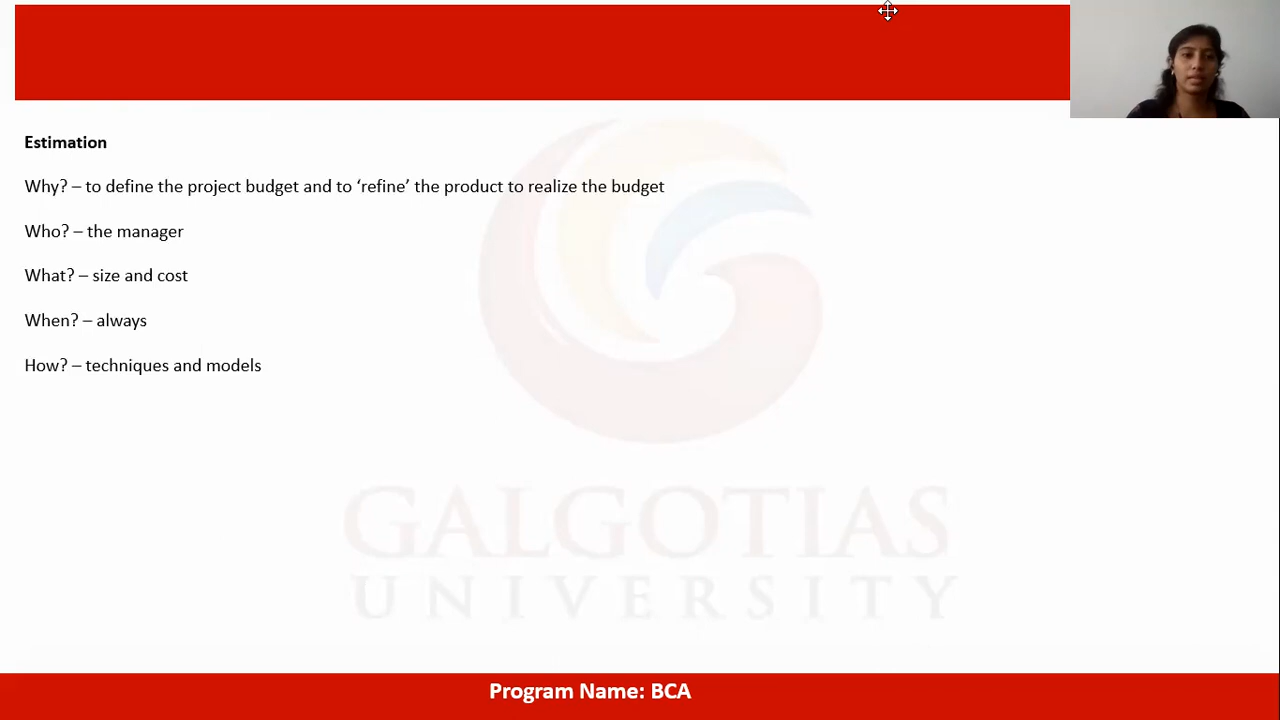 Estimation
Why? – to define the project budget and to ‘refine’ the product to realize the budget
Who? – the manager
What? – size and cost
When? – always
How? – techniques and models
GALGOTIAS
UNIVERSITY
Program Name: BCA